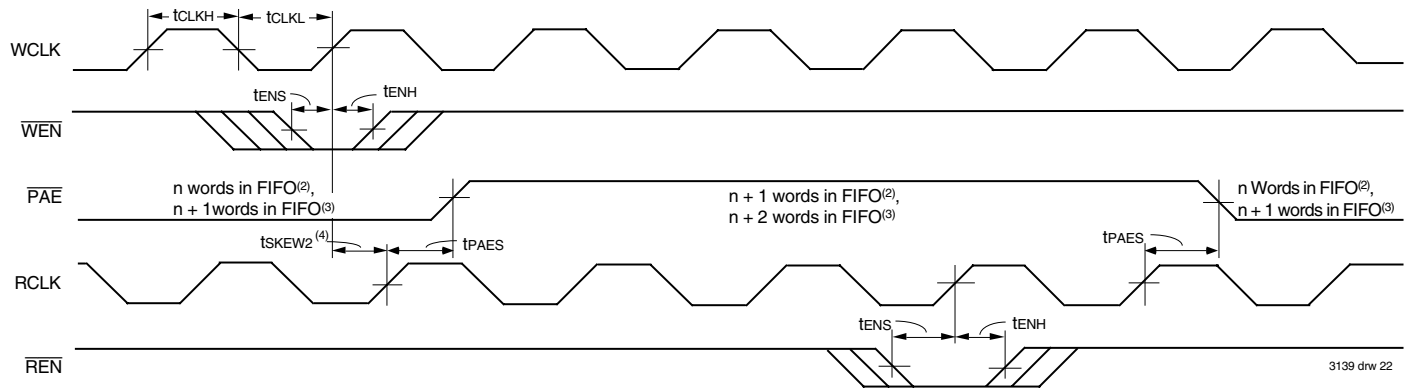 tCLKH
tCLKL
WCLK
tENS
tENH
WEN
PAE
n words in FIFO(2),
n + 1words in FIFO(3)
n + 1 words in FIFO(2),
n + 2 words in FIFO(3)
n Words in FIFO(2),
n + 1 words in FIFO(3)
tSKEW2 (4)
tPAES
tPAES
RCLK
tENS
tENH
REN
3139 drw 22